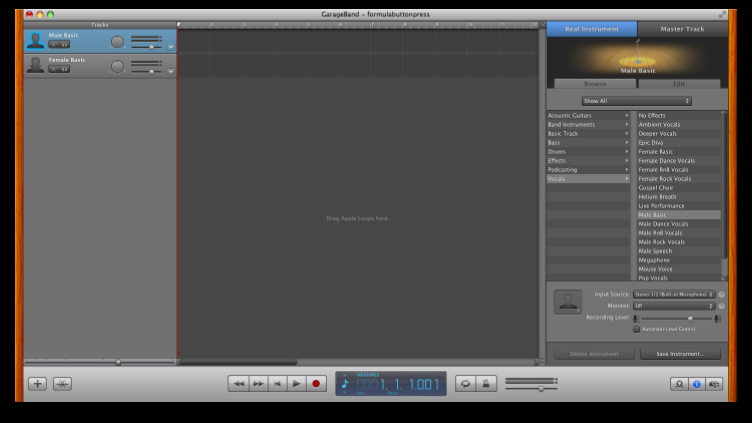 GarageBand – formulabuttonpress
Tracks
Male Basic
Female Basic
Drag Apple Loops here.
Real Instrument
Master Track
Male Basic
Browse
Edit
Show All
Acoustic Guitars
Band Instruments
Basic Track
Bass
Drums
Effects
Podcasting
Vocals
No Effects
Ambient Vocals
Deeper Vocals
Epic Diva
Female Basic
Female Dance Vocals
Female RnB Vocals
Female Rock Vocals
Gospel Choir
Helium Breath
Live Performance
Male Basic
Male Dance Vocals
Male RnB Vocals
Male Rock Vocals
Male Speech
Megaphone
Mouse Voice
Pop Vocals
Input Source: Stereo 1/2 (Built-in Microphone)
Monitor: Off
Recording Level:
Automatic Level Control
Delete Instrument
Save Instrument...
MEASURES
1. 1. 1.001